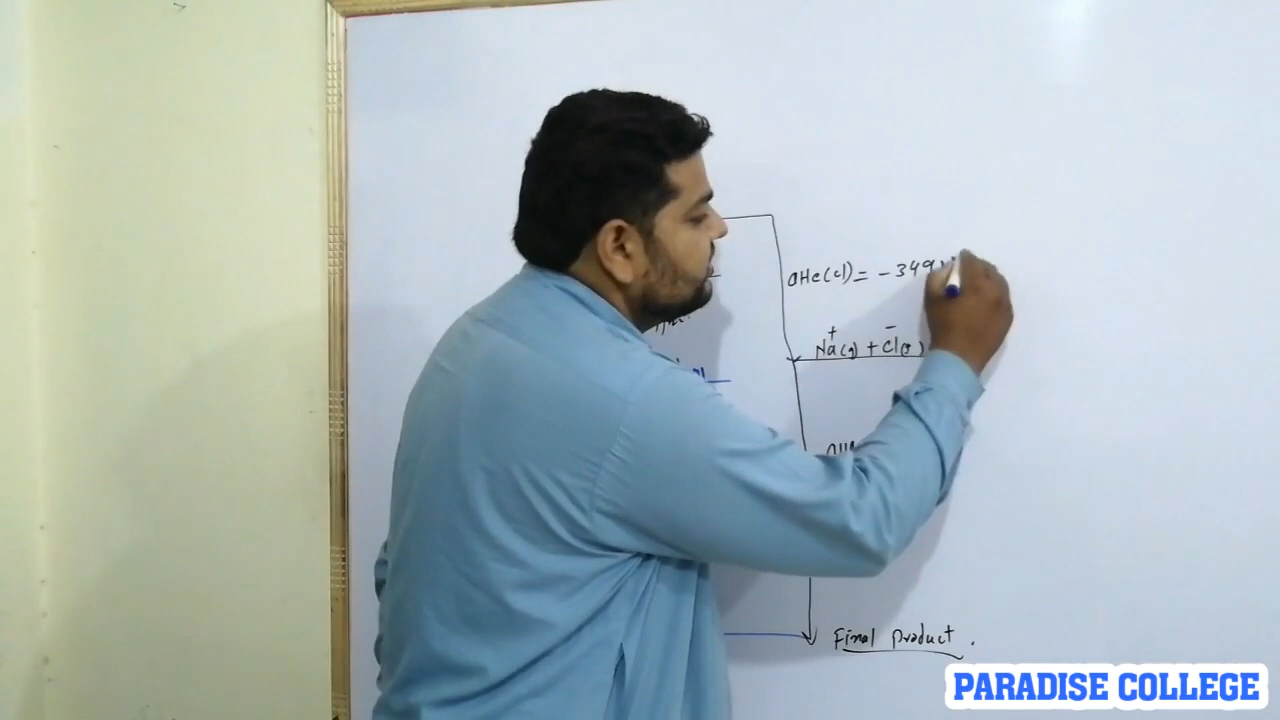 ΔHe(Cl) = -349
Na⁺(g) + Cl⁻(g)
Final Product.
PARADISE COLLEGE